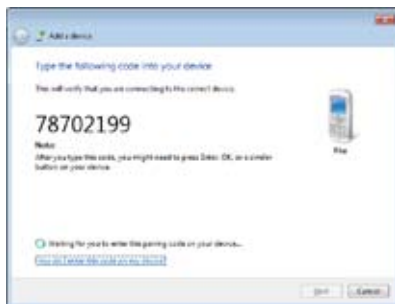 Add a device
Type the following code into your device
This will verify that you are connecting to the correct device.
78702199
Note:
After you type this code, you might need to press Enter, OK, or a similar
button on your device.
Waiting for you to enter this pairing code on your device...
Next
Cancel